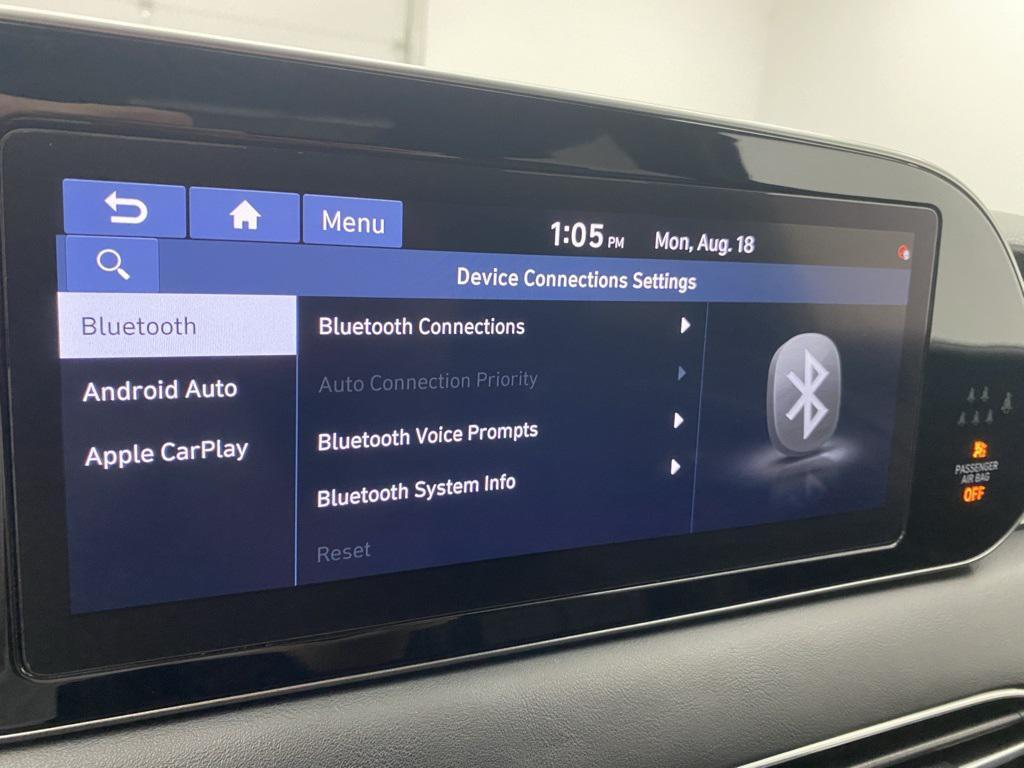 Menu
1:05 PM
Mon, Aug. 18
Device Connections Settings
Bluetooth
Android Auto
Apple CarPlay
Bluetooth Connections
Auto Connection Priority
Bluetooth Voice Prompts
Bluetooth System Info
Reset
PASSENGER
AIR BAG
OFF